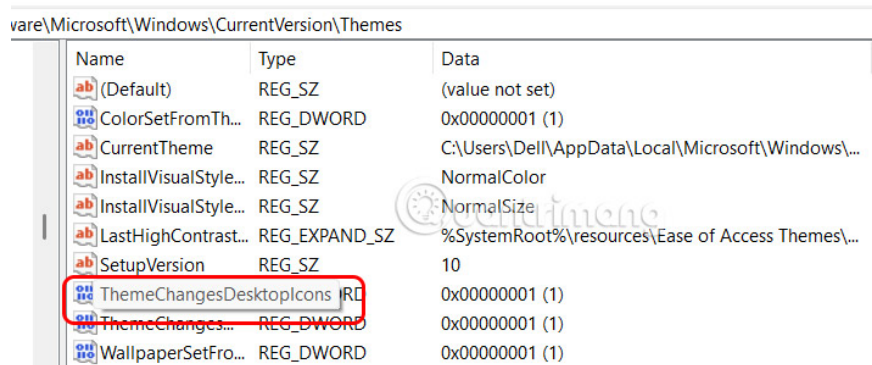 ware\Microsoft\Windows\CurrentVersion\Themes
Name Type Data
(Default) REG_SZ (value not set)
ColorSetFromTh... REG_DWORD 0x00000001 (1)
CurrentTheme REG_SZ C:\Users\Dell\AppData\Local\Microsoft\Windows\...
InstallVisualStyle... REG_SZ NormalColor
InstallVisualStyle... REG_SZ NormalSize
quantrimang
LastHighContrast... REG_EXPAND_SZ %SystemRoot%\resources\Ease of Access Themes\...
SetupVersion REG_SZ 10
ThemeChangesDesktopIcons RD 0x00000001 (1)
ThemeChanges... REG_DWORD 0x00000001 (1)
WallpaperSetFro... REG_DWORD 0x00000001 (1)